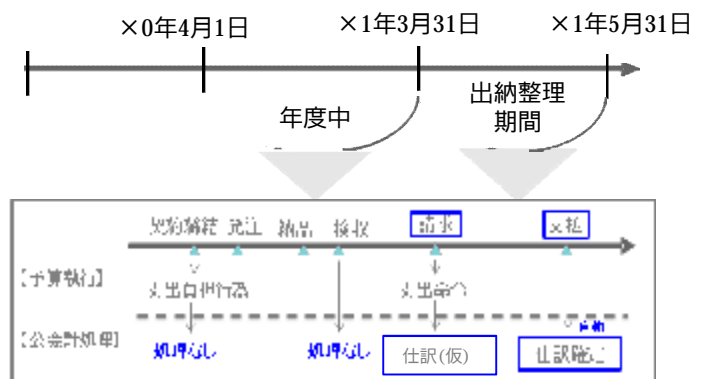 ×0年4月1日
×1年3月31日
×1年5月31日
年度中
出納整理
期間
契約締結 発注 納品 検収 請求 支払
【予算執行】
支出負担行為 支出命令
自動
【公会計処理】
処理なし 処理なし 仕訳(仮) 仕訳確定